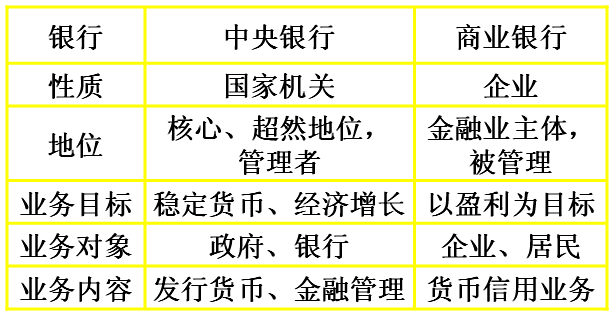 银行 中央银行 商业银行
性质 国家机关 企业
地位 核心、超然地位，管理者 金融业主体，被管理
业务目标 稳定货币、经济增长 以盈利为目标
业务对象 政府、银行 企业、居民
业务内容 发行货币、金融管理 货币信用业务